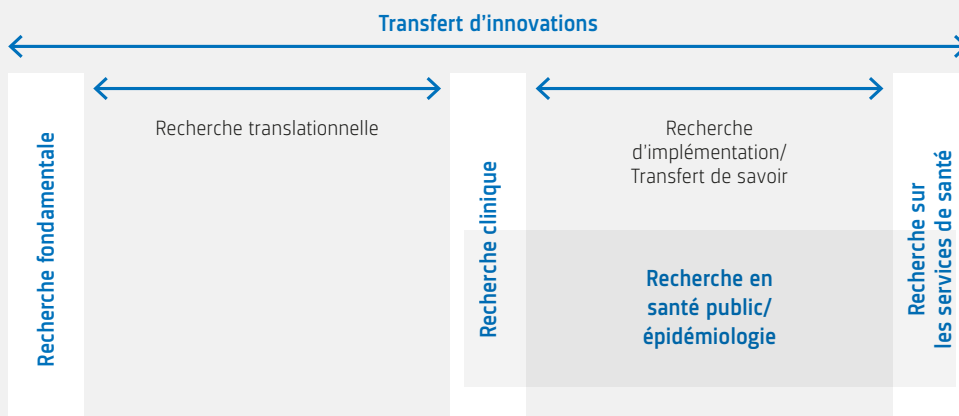 Transfert d'innovations
Recherche fondamentale
Recherche translationnelle
Recherche clinique
Recherche
d'implémentation/
Transfert de savoir
Recherche en
santé public/
épidémiologie
Recherche sur
les services de santé